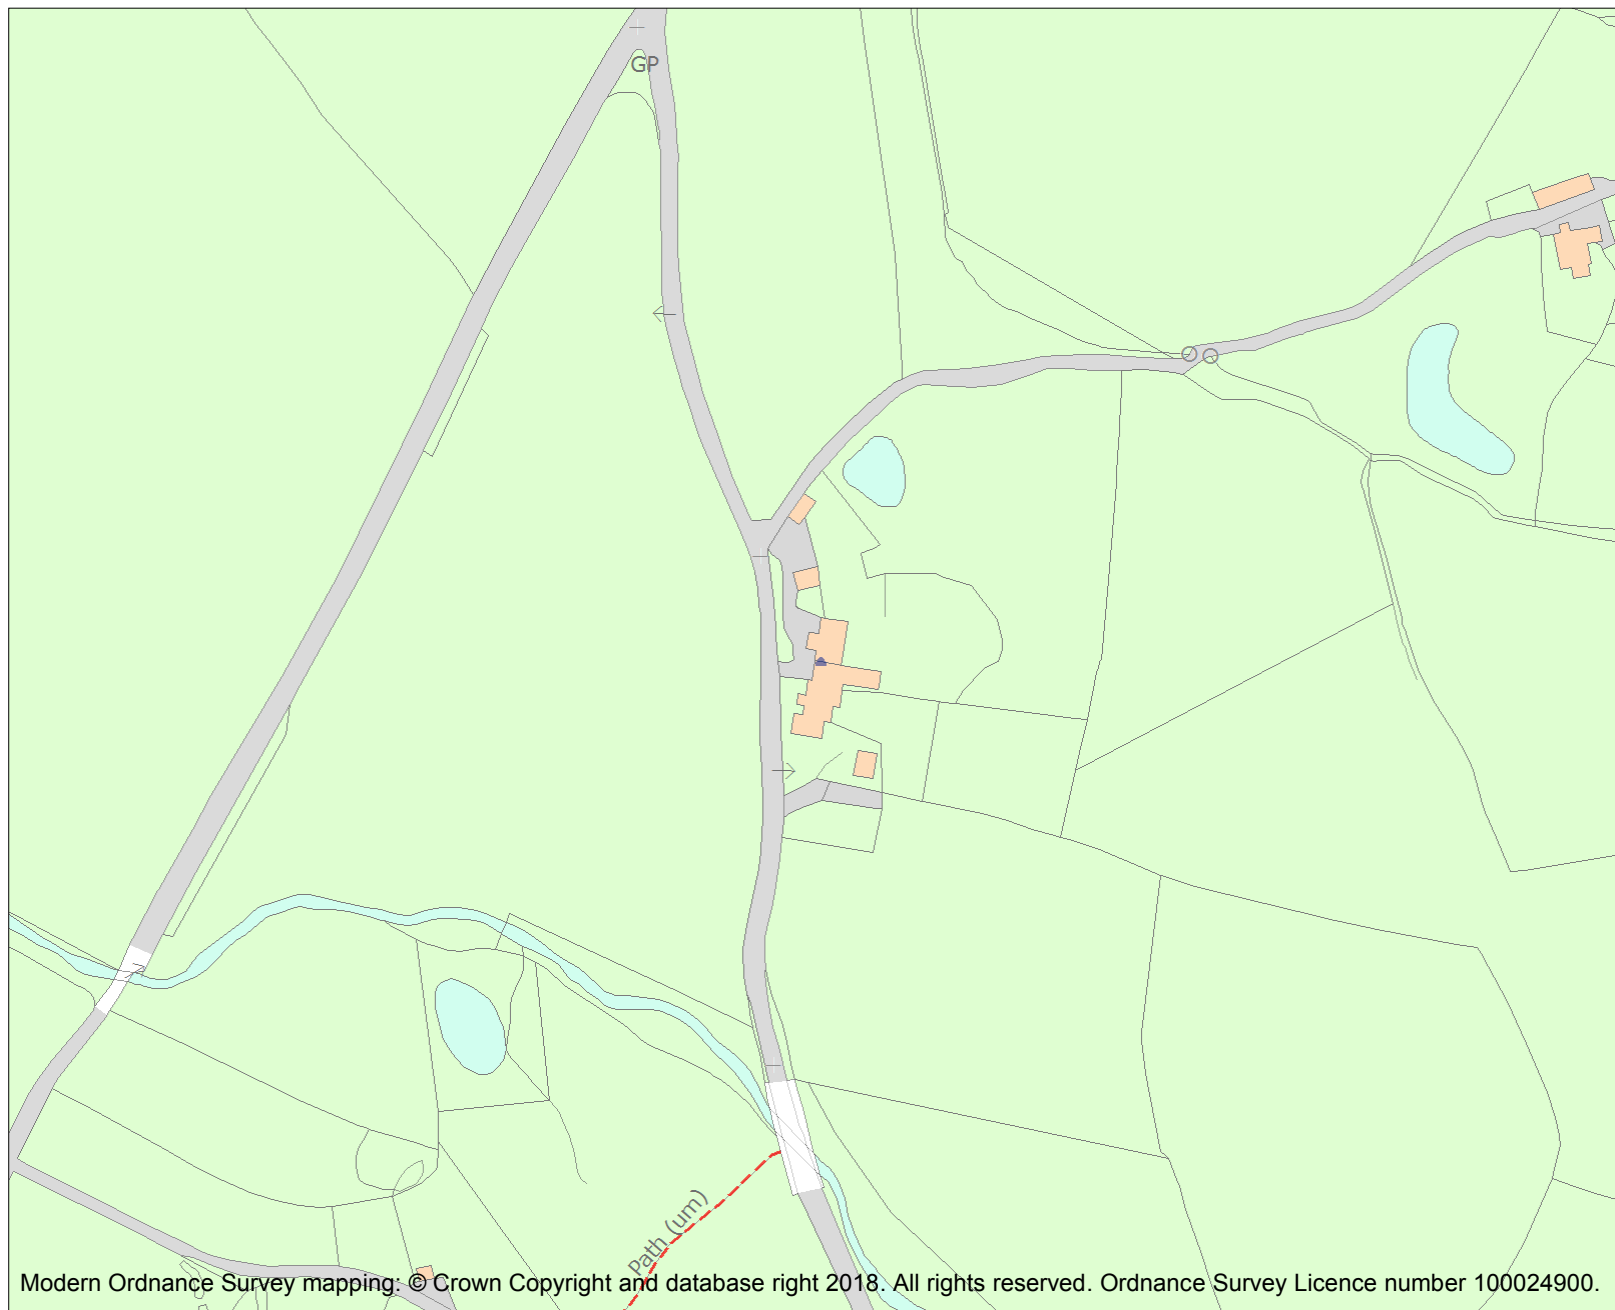 GP
Path (um)
Modern Ordnance Survey mapping. © Crown Copyright and database right 2018. All rights reserved. Ordnance Survey Licence number 100024900.